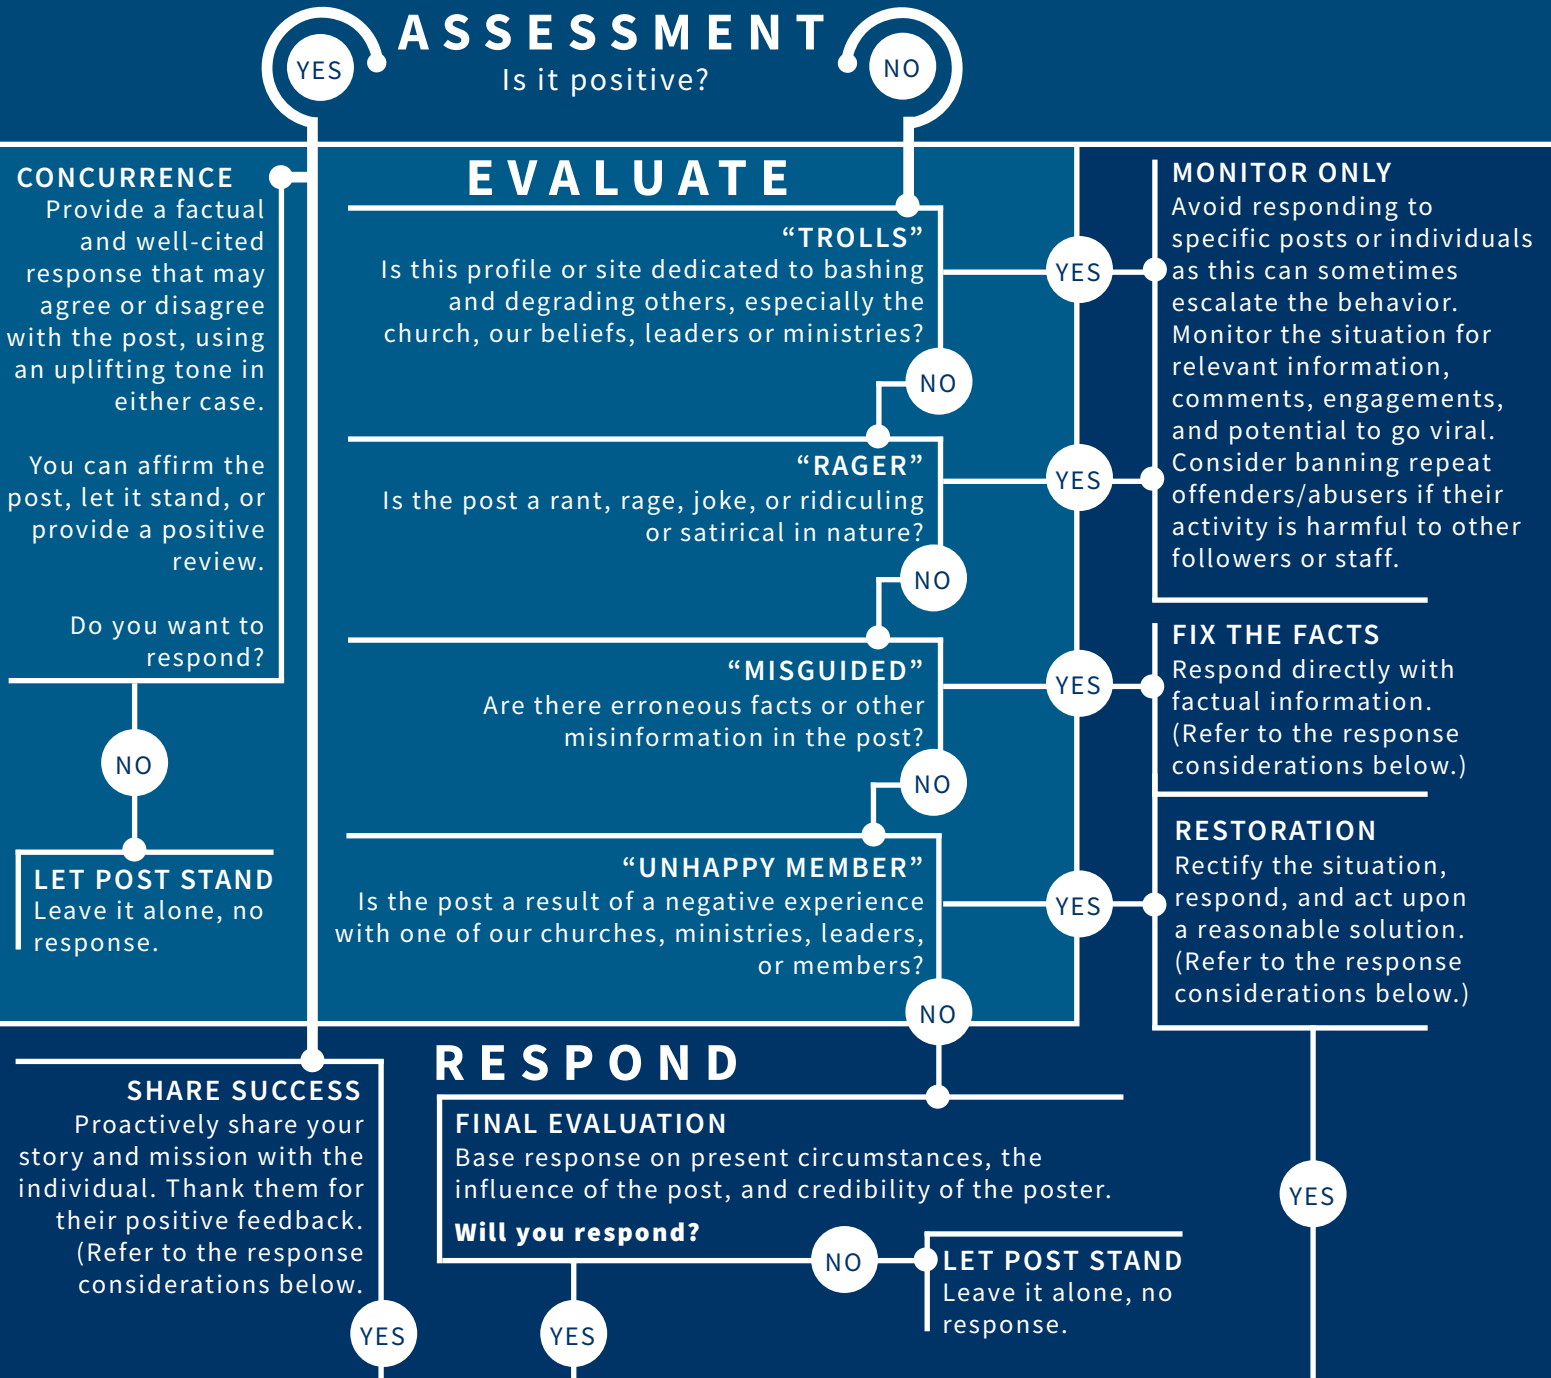 ASSESSMENT
Is it positive?
YES
NO
CONCURRENCE
Provide a factual
and well-cited
response that may
agree or disagree
with the post, using
an uplifting tone in
either case.
You can affirm the
post, let it stand, or
provide a positive
review.
Do you want to
respond?
NO
LET POST STAND
Leave it alone, no
response.
EVALUATE
“TROLLS”
Is this profile or site dedicated to bashing
and degrading others, especially the
church, our beliefs, leaders or ministries?
YES
NO
“RAGER”
Is the post a rant, rage, joke, or ridiculing
or satirical in nature?
YES
NO
“MISGUIDED”
Are there erroneous facts or other
misinformation in the post?
YES
NO
“UNHAPPY MEMBER”
Is the post a result of a negative experience
with one of our churches, ministries, leaders,
or members?
YES
NO
MONITOR ONLY
Avoid responding to
specific posts or individuals
as this can sometimes
escalate the behavior.
Monitor the situation for
relevant information,
comments, engagements,
and potential to go viral.
Consider banning repeat
offenders/abusers if their
activity is harmful to other
followers or staff.
FIX THE FACTS
Respond directly with
factual information.
(Refer to the response
considerations below.)
RESTORATION
Rectify the situation,
respond, and act upon
a reasonable solution.
(Refer to the response
considerations below.)
YES
SHARE SUCCESS
Proactively share your
story and mission with the
individual. Thank them for
their positive feedback.
(Refer to the response
considerations below.
YES
RESPOND
FINAL EVALUATION
Base response on present circumstances, the
influence of the post, and credibility of the poster.
Will you respond?
YES
NO
LET POST STAND
Leave it alone, no
response.